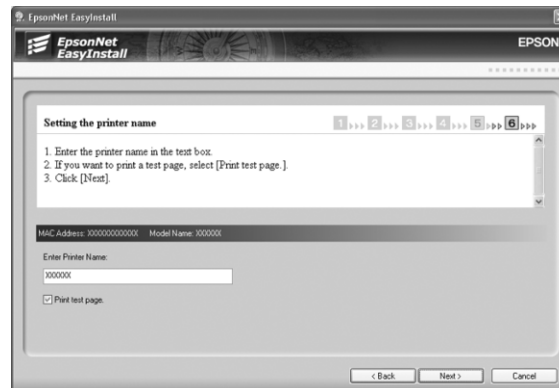 EpsonNet EasyInstall
EpsonNet
EasyInstall
EPSON
Setting the printer name
1 2 3 4 5 6
1. Enter the printer name in the text box.
2. If you want to print a test page, select [Print test page.].
3. Click [Next].
MAC Address: XXXXXXXXXXXX Model Name: XXXXXX
Enter Printer Name:
XXXXXX
Print test page.
< Back Next > Cancel